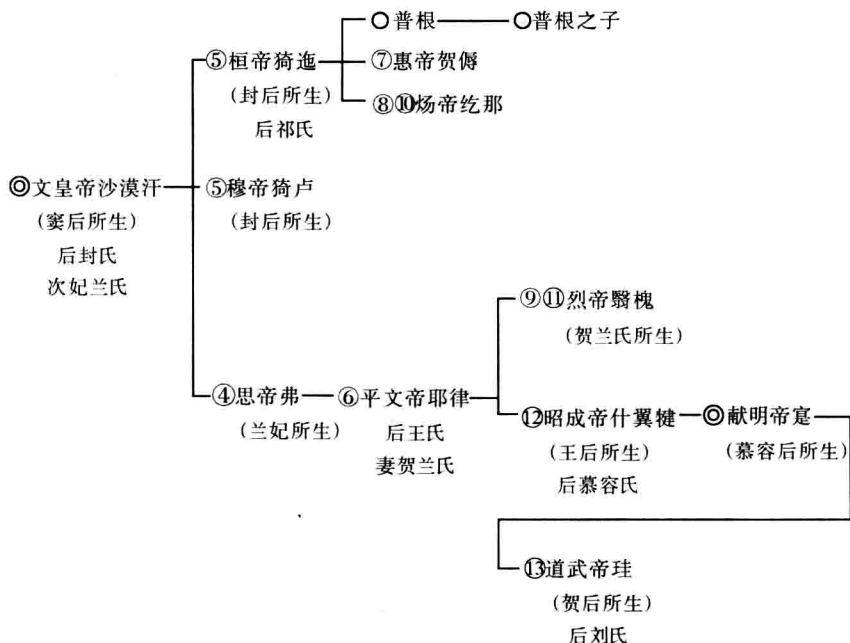 ○普根
○普根之子
⑤桓帝猗迤
(封后所生)
后祁氏
⑦惠帝贺傉
⑧⑩炀帝纥那
◎文皇帝沙漠汗
(窦后所生)
后封氏
次妃兰氏
⑤穆帝猗卢
(封后所生)
④思帝弗
(兰妃所生)
⑥平文帝耶律
后王氏
妻贺兰氏
⑨⑪烈帝翳槐
(贺兰氏所生)
⑫昭成帝什翼犍
(王后所生)
后慕容氏
◎献明帝寔
(慕容后所生)
⑬道武帝珪
(贺后所生)
后刘氏